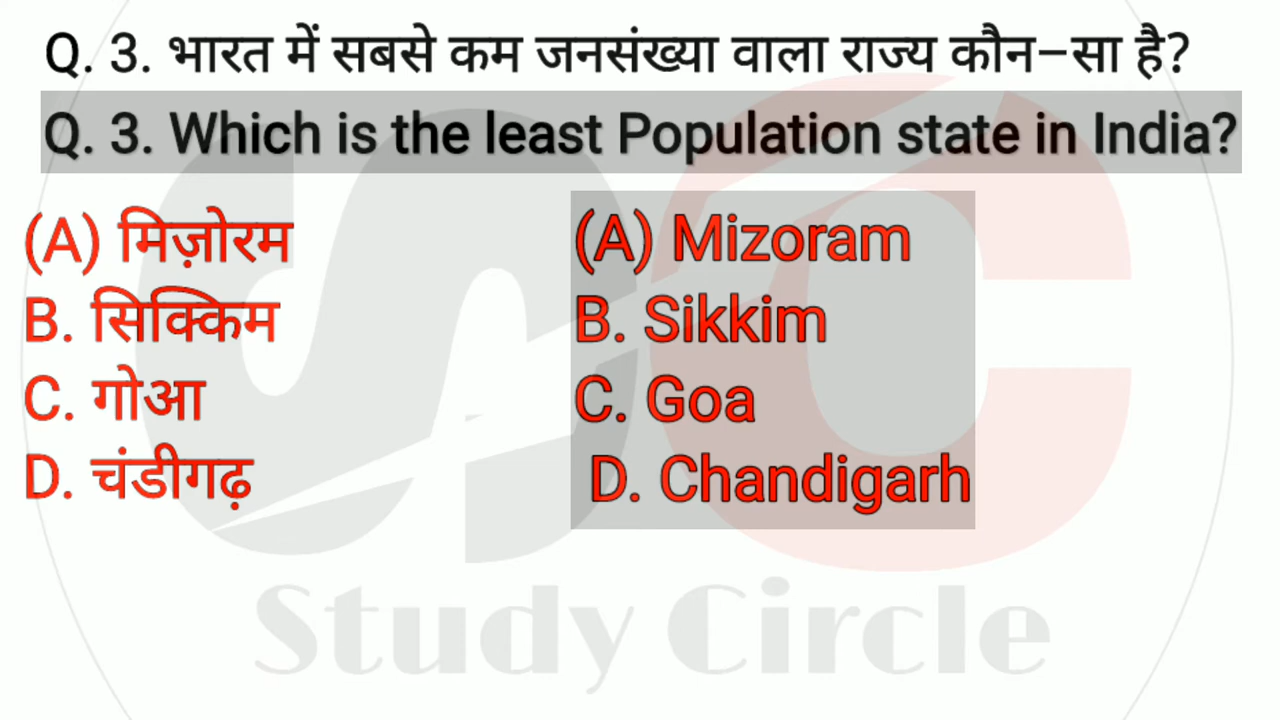 Q. 3. भारत में सबसे कम जनसंख्या वाला राज्य कौन–सा है?
Q. 3. Which is the least Population state in India?
(A) मिज़ोरम
B. सिक्किम
C. गोआ
D. चंडीगढ़
(A) Mizoram
B. Sikkim
C. Goa
D. Chandigarh
Study Circle